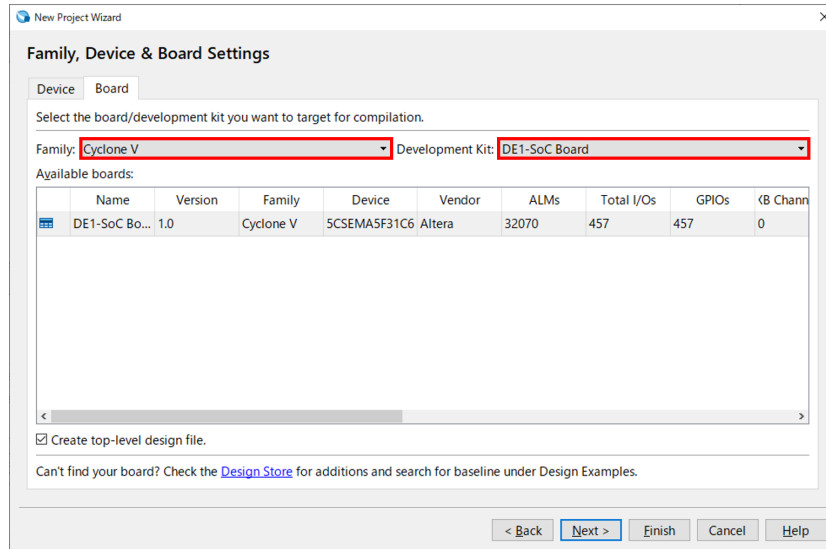 New Project Wizard
Family, Device & Board Settings
Device Board
Select the board/development kit you want to target for compilation.
Family: Cyclone V Development Kit: DE1-SoC Board
Available boards:
Name Version Family Device Vendor ALMs Total I/Os GPIOs XB Chann
DE1-SoC Bo... 1.0 Cyclone V 5CSEMA5F31C6 Altera 32070 457 457 0
Create top-level design file.
Can't find your board? Check the Design Store for additions and search for baseline under Design Examples.
< Back Next > Finish Cancel Help